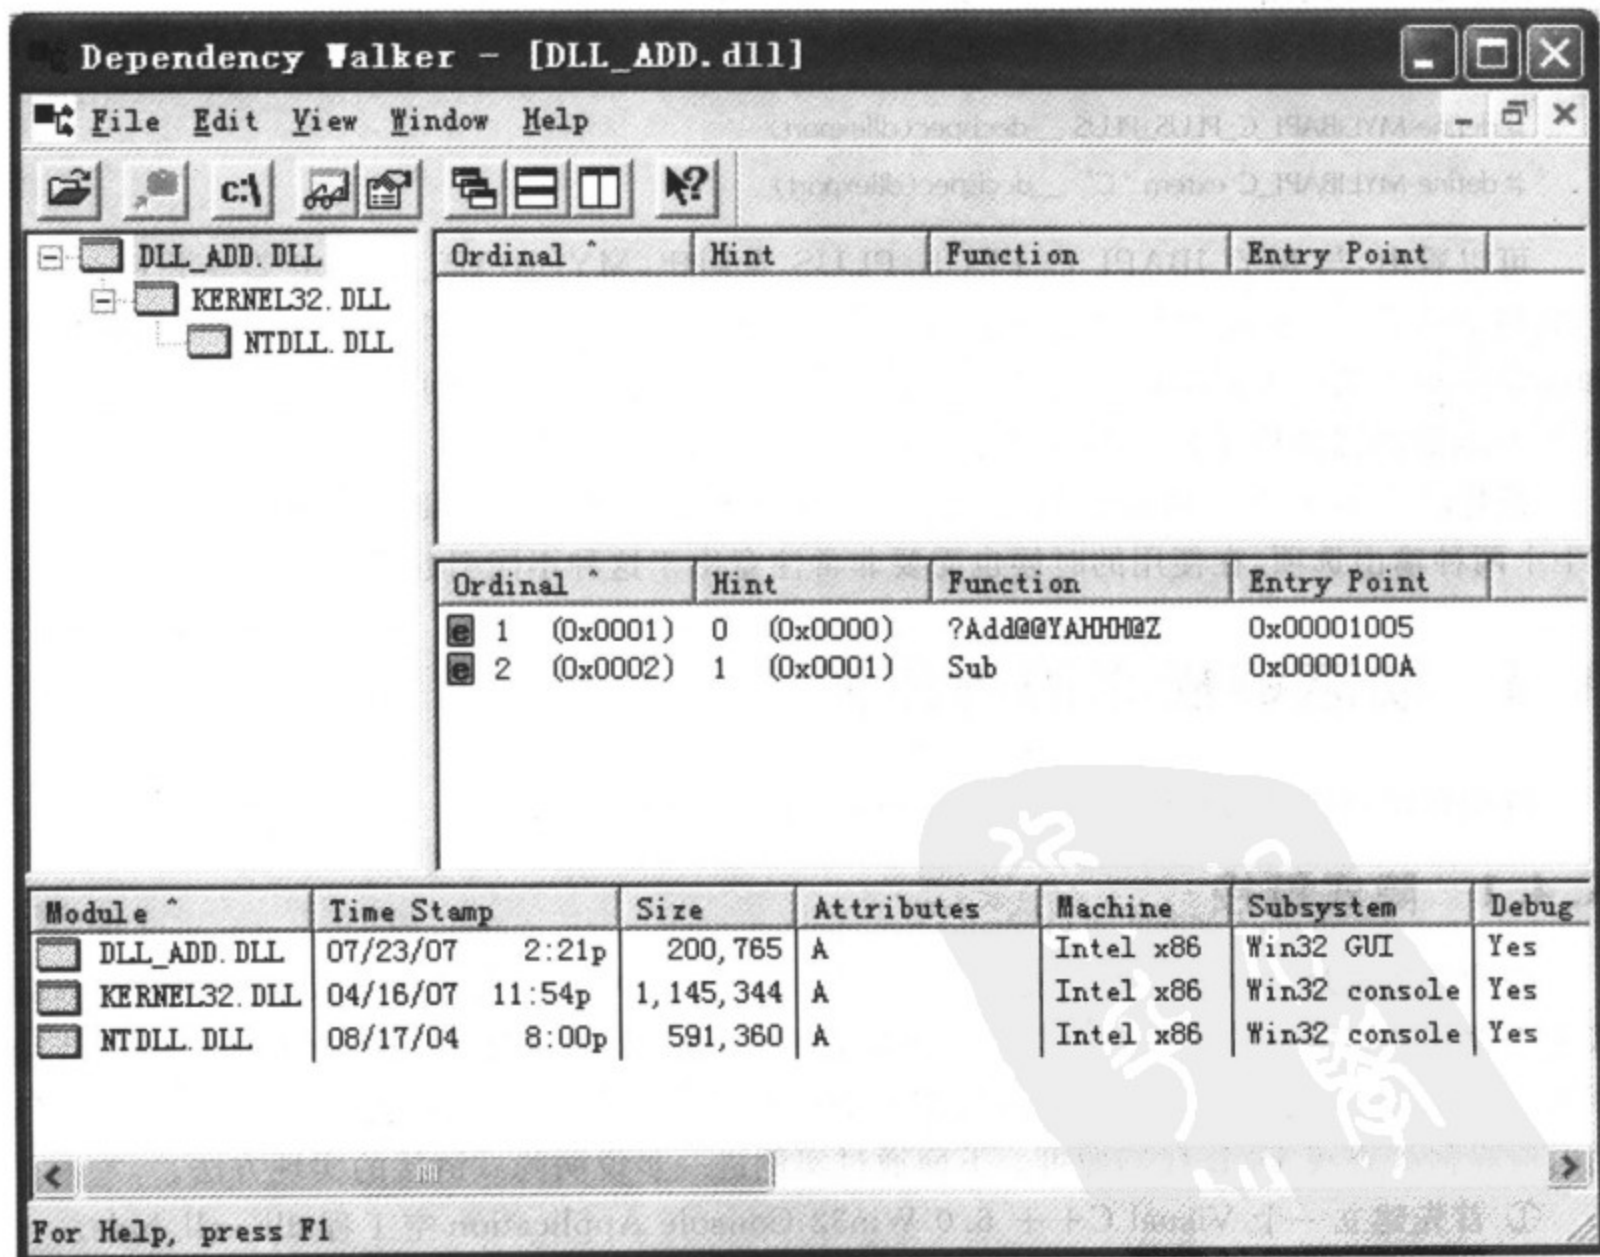 Dependency Walker - [DLL_ADD.dll]
File Edit View Window Help
c:\
DLL_ADD.DLL
KERNEL32.DLL
NTDLL.DLL
Ordinal ^ Hint Function Entry Point
Ordinal ^ Hint Function Entry Point
e 1 (0x0001) 0 (0x0000) ?Add@@YAHHH@Z 0x00001005
e 2 (0x0002) 1 (0x0001) Sub 0x0000100A
Module ^ Time Stamp Size Attributes Machine Subsystem Debug
DLL_ADD.DLL 07/23/07 2:21p 200,765 A Intel x86 Win32 GUI Yes
KERNEL32.DLL 04/16/07 11:54p 1,145,344 A Intel x86 Win32 console Yes
NTDLL.DLL 08/17/04 8:00p 591,360 A Intel x86 Win32 console Yes
For Help, press F1